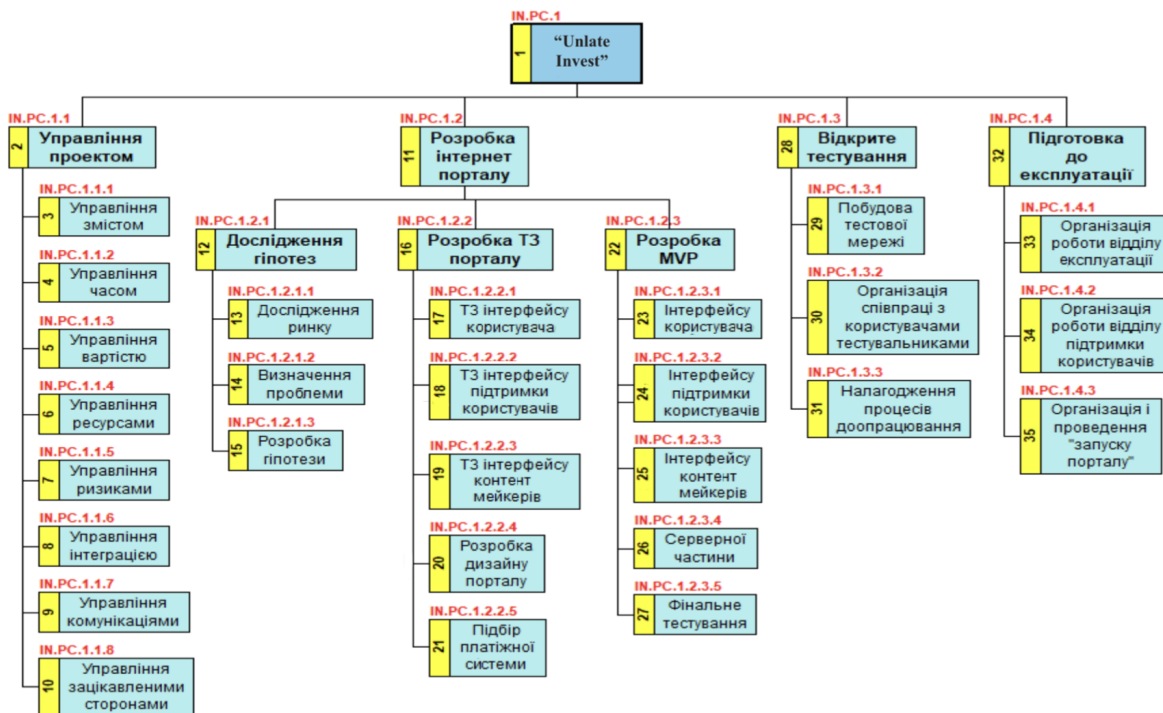 IN.PC.1
1
“Unlate
Invest”
IN.PC.1.1
2
Управління
проектом
IN.PC.1.1.1
3
Управління
змістом
IN.PC.1.1.2
4
Управління
часом
IN.PC.1.1.3
5
Управління
вартістю
IN.PC.1.1.4
6
Управління
ресурсами
IN.PC.1.1.5
7
Управління
ризиками
IN.PC.1.1.6
8
Управління
інтеграцією
IN.PC.1.1.7
9
Управління
комунікаціями
IN.PC.1.1.8
10
Управління
зацікавленими
сторонами
IN.PC.1.2
11
Розробка
інтернет
порталу
IN.PC.1.2.1
12
Дослідження
гіпотез
IN.PC.1.2.1.1
13
Дослідження
ринку
IN.PC.1.2.1.2
14
Визначення
проблеми
IN.PC.1.2.1.3
15
Розробка
гіпотези
IN.PC.1.2.2
16
Розробка ТЗ
порталу
IN.PC.1.2.2.1
17
ТЗ інтерфейсу
користувача
IN.PC.1.2.2.2
18
ТЗ інтерфейсу
підтримки
користувачів
IN.PC.1.2.2.3
19
ТЗ інтерфейсу
контент
мейкерів
IN.PC.1.2.2.4
20
Розробка
дизайну
порталу
IN.PC.1.2.2.5
21
Підбір
платіжної
системи
IN.PC.1.2.3
22
Розробка
MVP
IN.PC.1.2.3.1
23
Інтерфейсу
користувача
IN.PC.1.2.3.2
24
Інтерфейсу
підтримки
користувачів
IN.PC.1.2.3.3
25
Інтерфейсу
контент
мейкерів
IN.PC.1.2.3.4
26
Серверної
частини
IN.PC.1.2.3.5
27
Фінальне
тестування
IN.PC.1.3
28
Відкрите
тестування
IN.PC.1.3.1
29
Побудова
тестової
мережі
IN.PC.1.3.2
30
Організація
співпраці з
користувачами
тестувальниками
IN.PC.1.3.3
31
Налагодження
процесів
доопрацювання
IN.PC.1.4
32
Підготовка
до
експлуатації
IN.PC.1.4.1
33
Організація
роботи відділу
експлуатації
IN.PC.1.4.2
34
Організація
роботи відділу
підтримки
користувачів
IN.PC.1.4.3
35
Організація і
проведення
"запуску
порталу"